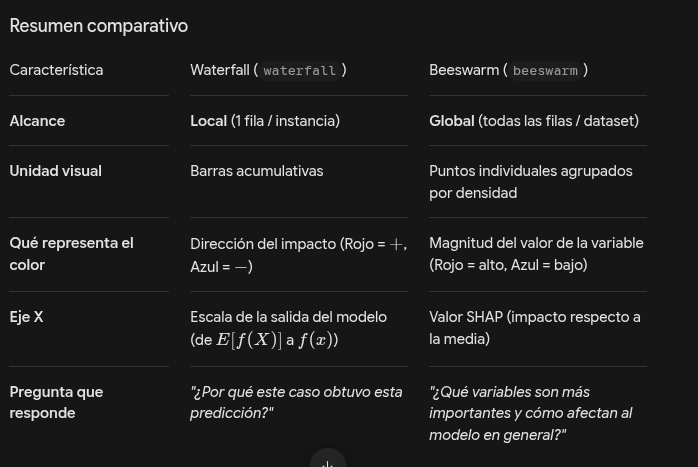 Resumen comparativo
Característica
Waterfall ( waterfall )
Beeswarm ( beeswarm )
Alcance
Local (1 fila / instancia)
Global (todas las filas / dataset)
Unidad visual
Barras acumulativas
Puntos individuales agrupados
por densidad
Qué representa el
color
Dirección del impacto (Rojo = +,
Azul = −)
Magnitud del valor de la variable
(Rojo = alto, Azul = bajo)
Eje X
Escala de la salida del modelo
(de E[f(X)] a f(x))
Valor SHAP (impacto respecto a
la media)
Pregunta que
responde
"¿Por qué este caso obtuvo esta
predicción?"
"¿Qué variables son más
importantes y cómo afectan al
modelo en general?"